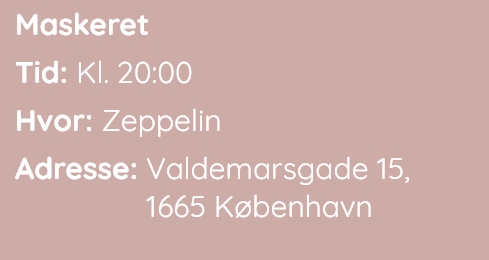 Maskeret
Tid: Kl. 20:00
Hvor: Zeppelin
Adresse: Valdemarsgade 15,
1665 København